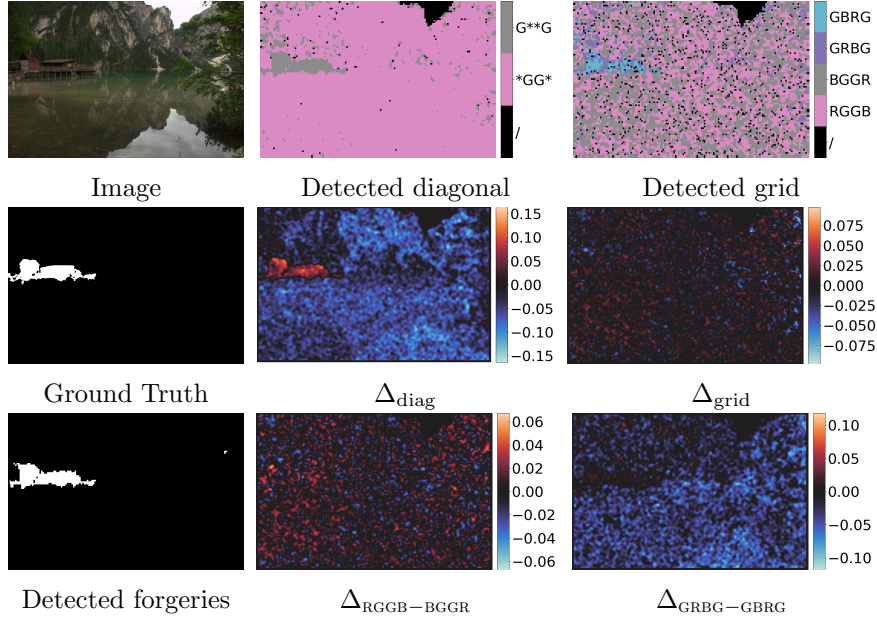 G**G
*GG*
/
GBRG
GRBG
BGGR
RGGB
/
Image
Detected diagonal
Detected grid
0.15
0.10
0.05
0.00
−0.05
−0.10
−0.15
0.075
0.050
0.025
0.000
−0.025
−0.050
−0.075
Ground Truth
Δdiag
Δgrid
0.06
0.04
0.02
0.00
−0.02
−0.04
−0.06
0.10
0.05
0.00
−0.05
−0.10
Detected forgeries
ΔRGGB−BGGR
ΔGRBG−GBRG